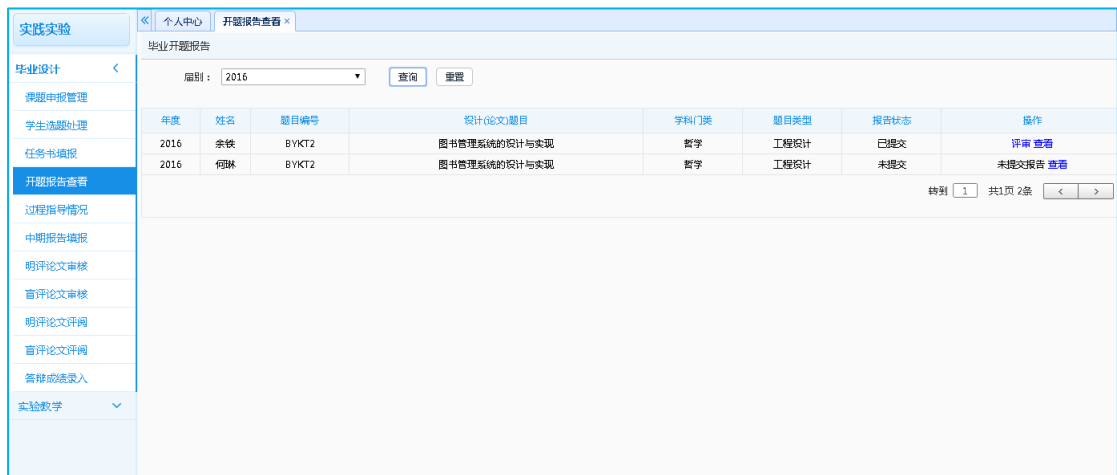 实践实验
毕业设计
课题申报管理
学生选题处理
任务书填报
开题报告查看
过程指导情况
中期报告填报
明评论文审核
盲评论文审核
明评论文评阅
盲评论文评阅
答辩成绩录入
实验教学
« 个人中心 开题报告查看 ×
毕业开题报告
届别： 2016 查询 重置
年度 姓名 题目编号 设计(论文)题目 学科门类 题目类型 报告状态 操作
2016 余轶 BYKT2 图书管理系统的设计与实现 哲学 工程设计 已提交 评审 查看
2016 何琳 BYKT2 图书管理系统的设计与实现 哲学 工程设计 未提交 未提交报告 查看
转到 1 共1页 2条 < >